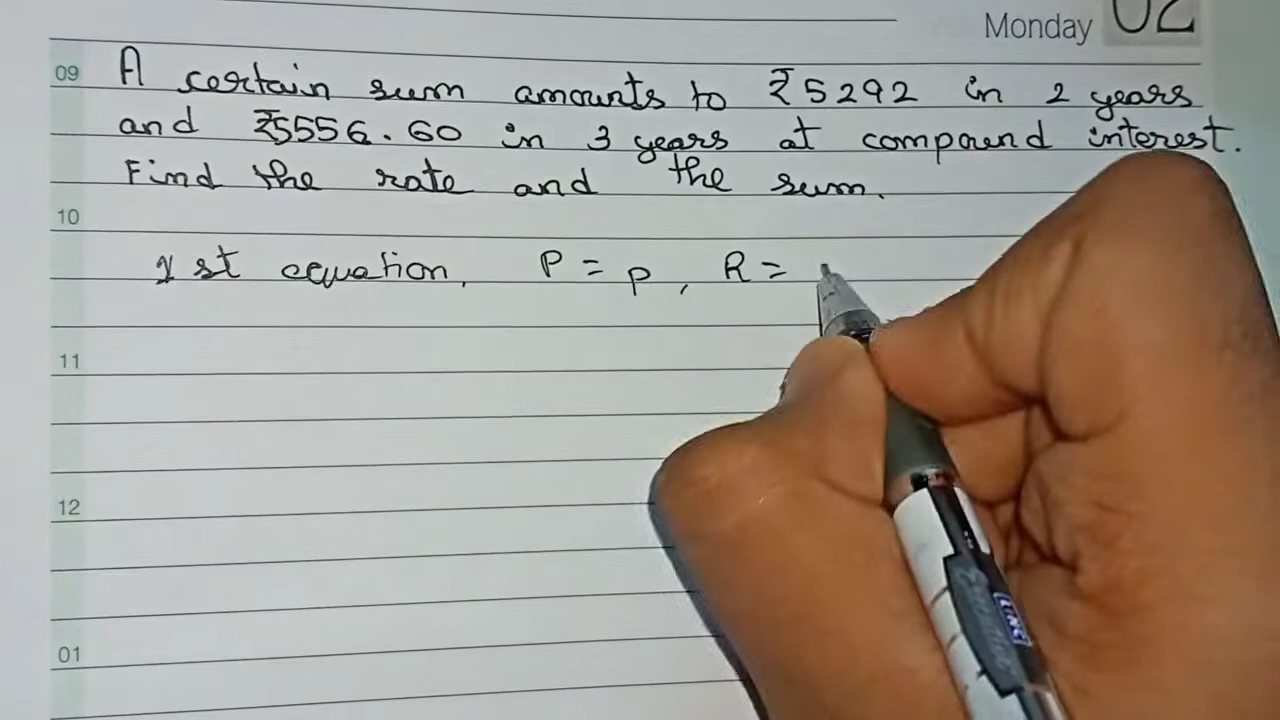 Monday 02
09 A certain sum amounts to ₹5292 in 2 years
and ₹5556.60 in 3 years at compound interest.
Find the rate and the sum.
10
1st equation, P = P, R =
11
12
01
LINC